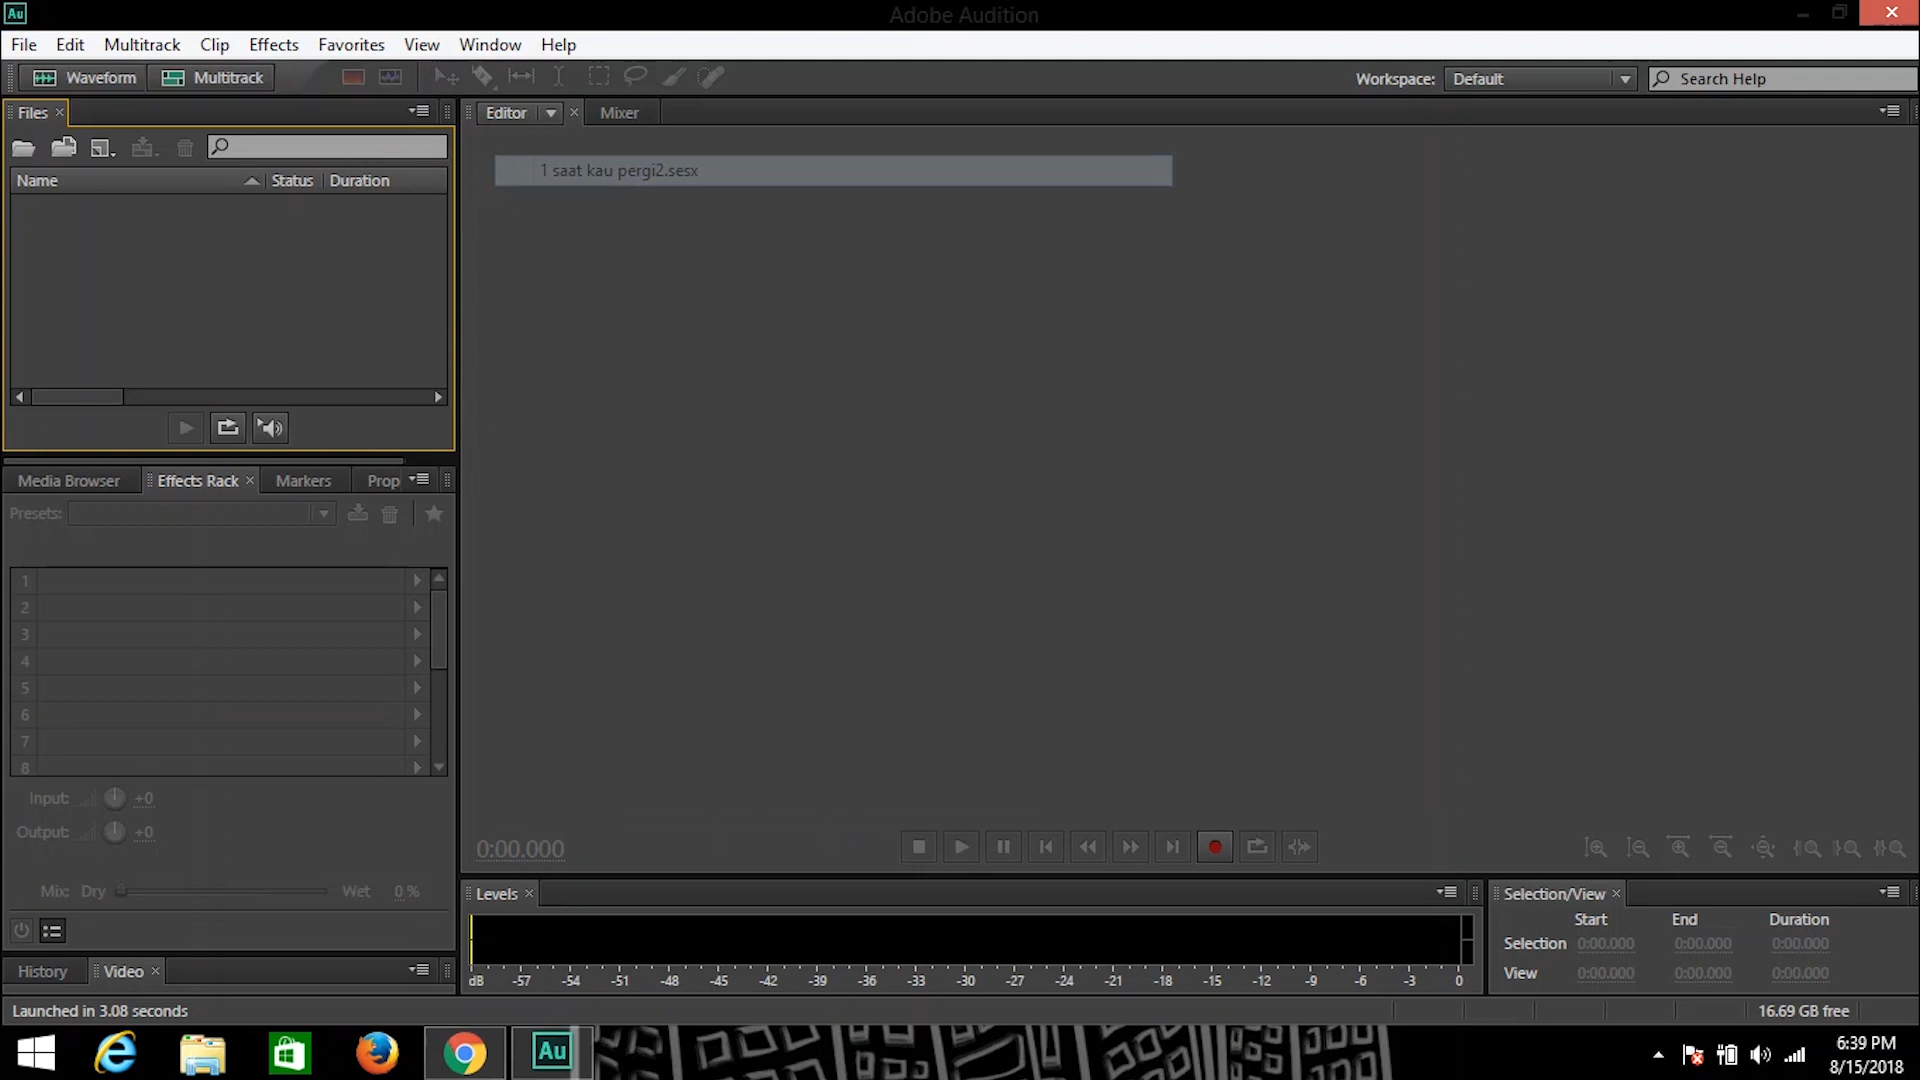 Au
Adobe Audition
File Edit Multitrack Clip Effects Favorites View Window Help
Waveform Multitrack
Workspace: Default Search Help
Files
Editor Mixer
1 saat kau pergi2.sesx
Name Status Duration
Media Browser Effects Rack Markers Prop
Presets:
1
2
3
4
5
6
7
8
Input: +0
Output: +0
Mix: Dry Wet 0 %
0:00.000
Levels
dB -57 -54 -51 -48 -45 -42 -39 -36 -33 -30 -27 -24 -21 -18 -15 -12 -9 -6 -3 0
Selection/View
Start End Duration
Selection 0:00.000 0:00.000 0:00.000
View 0:00.000 0:00.000 0:00.000
History Video
Launched in 3.08 seconds
16.69 GB free
Au
6:39 PM
8/15/2018